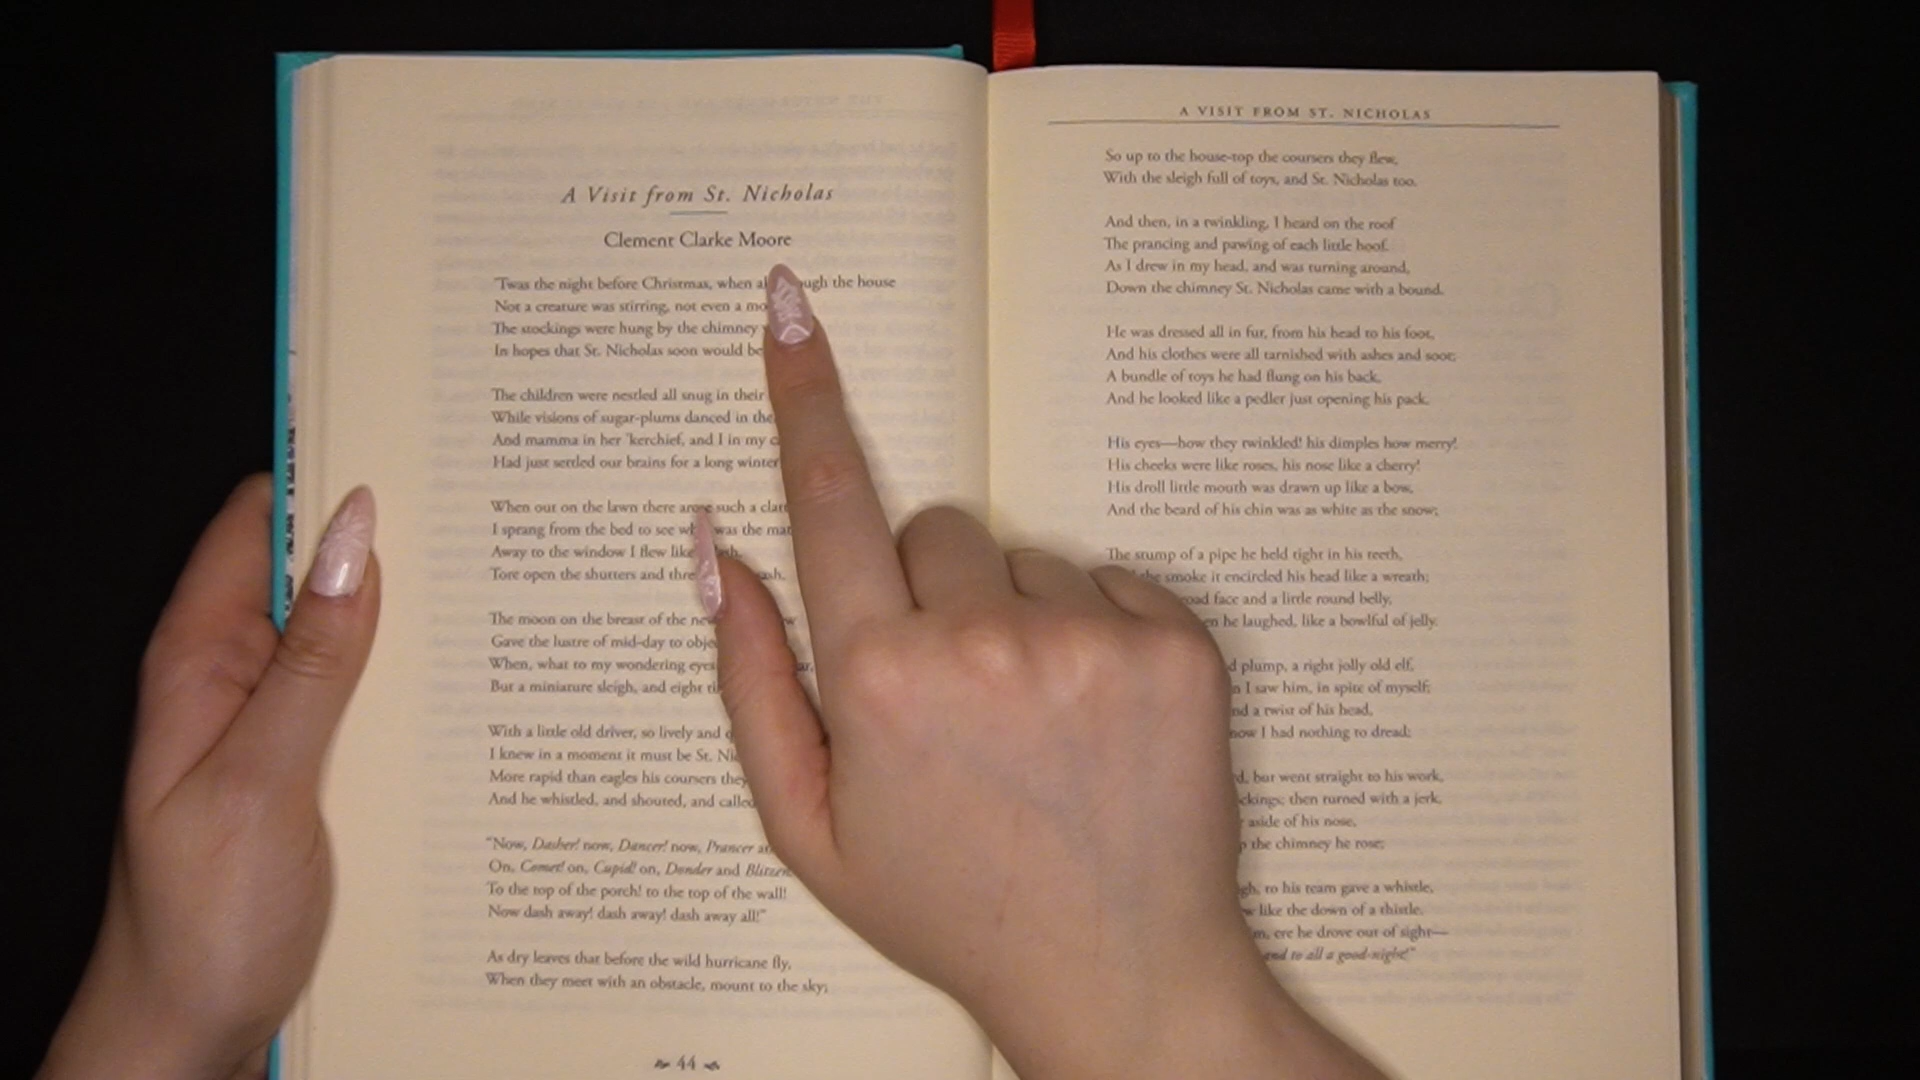 A Visit from St. Nicholas
Clement Clarke Moore
'Twas the night before Christmas, when al ugh the house
Not a creature was stirring, not even a mo
The stockings were hung by the chimney
In hopes that St. Nicholas soon would be
The children were nestled all snug in their
While visions of sugar-plums danced in the
And mamma in her 'kerchief, and I in my c
Had just settled our brains for a long winter
When out on the lawn there arose such a clat
I sprang from the bed to see wh was the mat
Away to the window I flew like lash,
Tore open the shutters and thre ash.
The moon on the breast of the new w
Gave the lustre of mid-day to obje
When, what to my wondering eyes ar,
But a miniature sleigh, and eight ti
With a little old driver, so lively and q
I knew in a moment it must be St. Ni
More rapid than eagles his coursers they
And he whistled, and shouted, and called
"Now, Dasher! now, Dancer! now, Prancer a
On, Comet! on, Cupid! on, Donder and Blitzen
To the top of the porch! to the top of the wall!
Now dash away! dash away! dash away all!"
As dry leaves that before the wild hurricane fly,
When they meet with an obstacle, mount to the sky;
44
A VISIT FROM ST. NICHOLAS
So up to the house-top the coursers they flew,
With the sleigh full of toys, and St. Nicholas too.
And then, in a twinkling, I heard on the roof
The prancing and pawing of each little hoof.
As I drew in my head, and was turning around,
Down the chimney St. Nicholas came with a bound.
He was dressed all in fur, from his head to his foot,
And his clothes were all tarnished with ashes and soot;
A bundle of toys he had flung on his back,
And he looked like a pedler just opening his pack.
His eyes—how they twinkled! his dimples how merry!
His cheeks were like roses, his nose like a cherry!
His droll little mouth was drawn up like a bow,
And the beard of his chin was as white as the snow;
The stump of a pipe he held tight in his teeth,
the smoke it encircled his head like a wreath;
oad face and a little round belly,
en he laughed, like a bowlful of jelly.
d plump, a right jolly old elf,
n I saw him, in spite of myself;
nd a twist of his head,
now I had nothing to dread;
d, but went straight to his work,
ckings; then turned with a jerk,
aside of his nose,
p the chimney he rose;
gh, to his team gave a whistle,
w like the down of a thistle.
m, ere he drove out of sight—
and to all a good-night!"